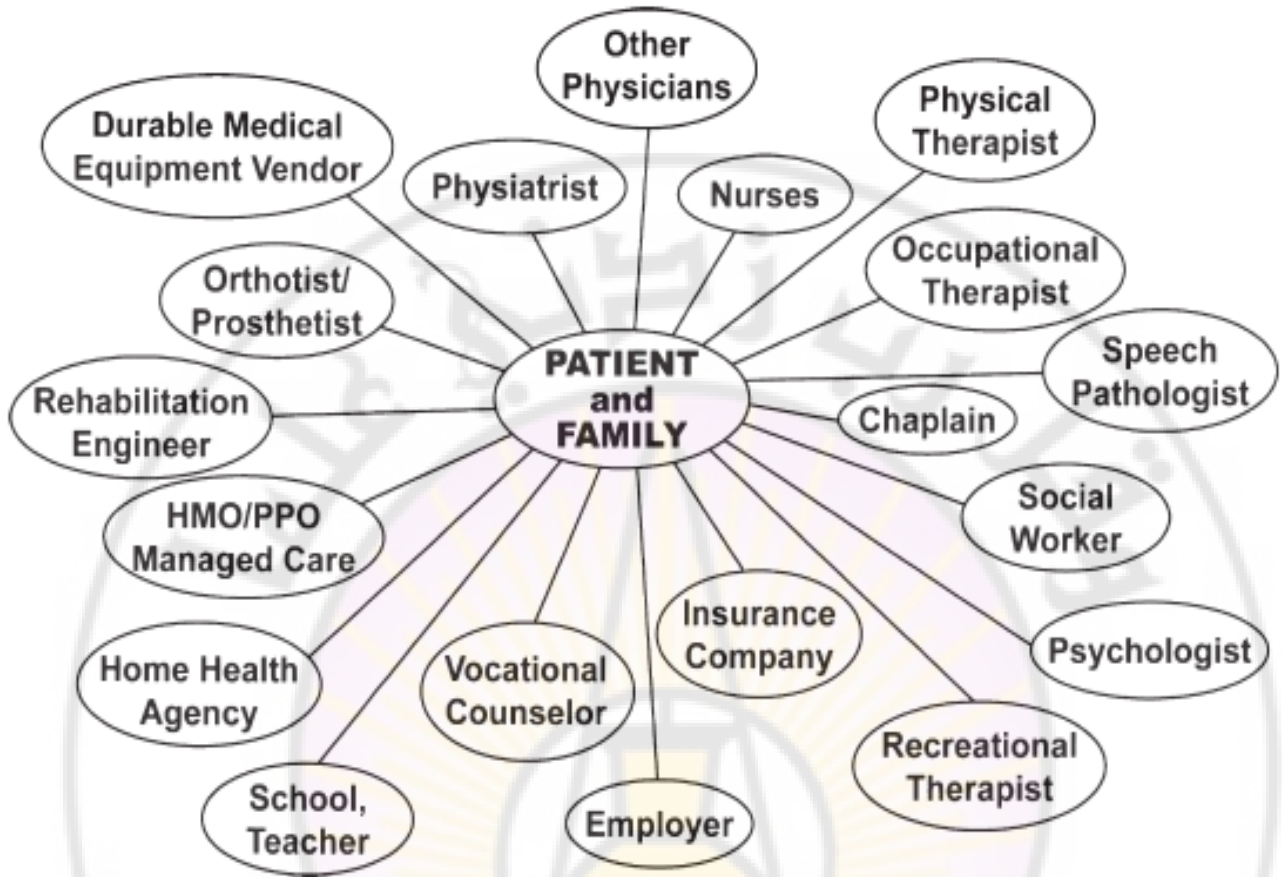 Other
Physicians
Durable Medical
Equipment Vendor
Physiatrist
Nurses
Physical
Therapist
Orthotist/
Prosthetist
Occupational
Therapist
PATIENT
and
FAMILY
Speech
Pathologist
Rehabilitation
Engineer
Chaplain
HMO/PPO
Managed Care
Social
Worker
Home Health
Agency
Vocational
Counselor
Insurance
Company
Psychologist
School,
Teacher
Employer
Recreational
Therapist